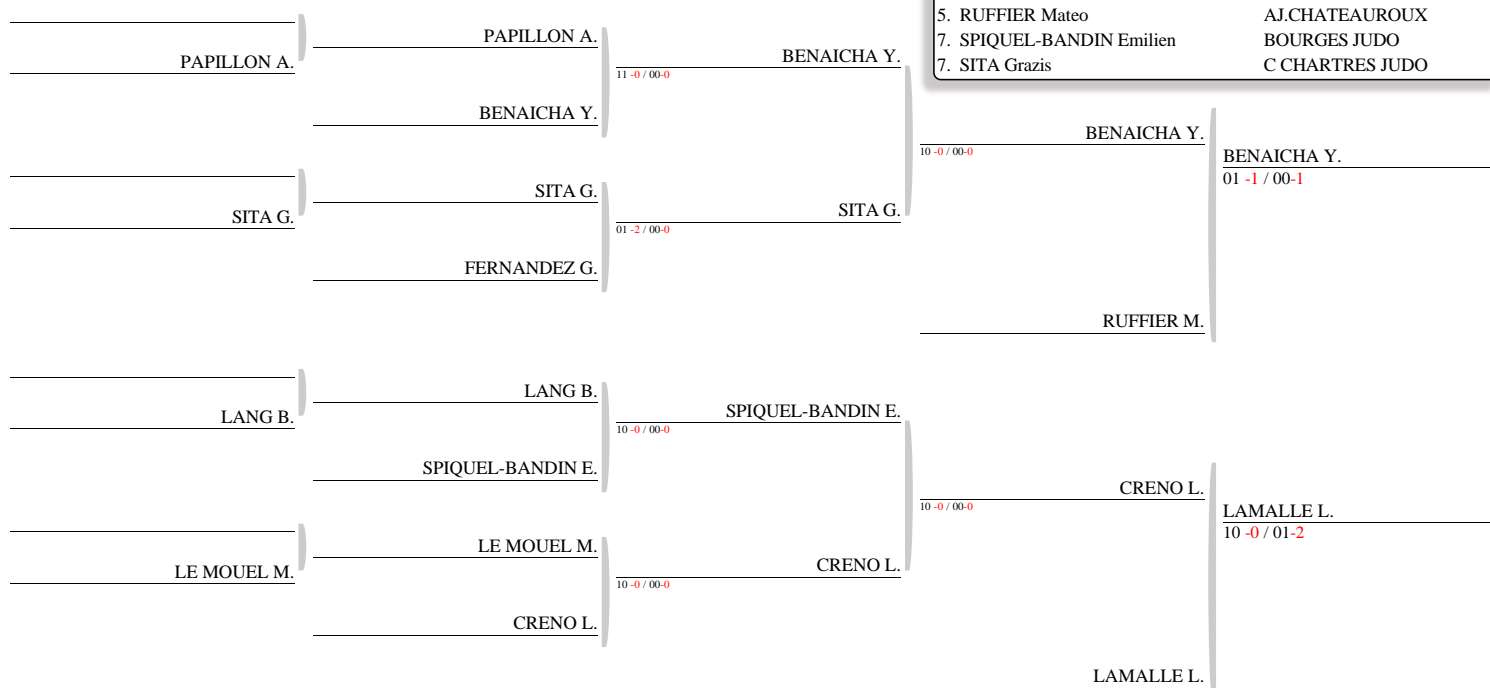 5. RUFFIER Mateo AJ.CHATEAUROUX
7. SPIQUEL-BANDIN Emilien BOURGES JUDO
7. SITA Grazis C CHARTRES JUDO
PAPILLON A.
PAPILLON A.
BENAICHA Y.
11 -0 / 00-0
BENAICHA Y.
BENAICHA Y.
10 -0 / 00-0
BENAICHA Y.
01 -1 / 00-1
SITA G.
SITA G.
SITA G.
01 -2 / 00-0
FERNANDEZ G.
RUFFIER M.
LANG B.
LANG B.
SPIQUEL-BANDIN E.
10 -0 / 00-0
SPIQUEL-BANDIN E.
CRENO L.
10 -0 / 00-0
LAMALLE L.
10 -0 / 01-2
LE MOUEL M.
LE MOUEL M.
CRENO L.
10 -0 / 00-0
CRENO L.
LAMALLE L.